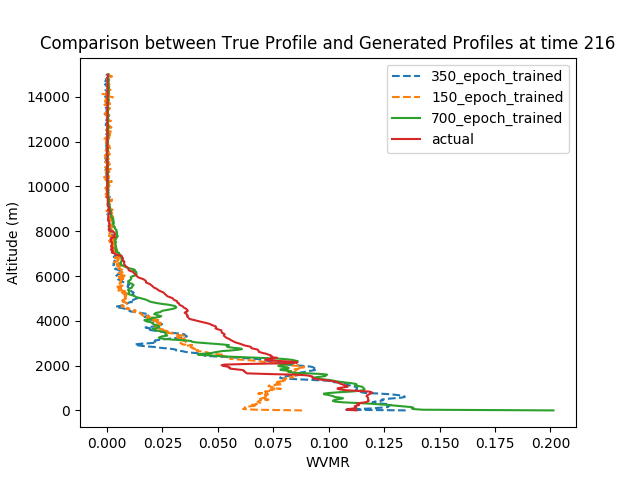 Comparison between True Profile and Generated Profiles at time 216
350_epoch_trained
150_epoch_trained
700_epoch_trained
actual
Altitude (m)
14000
12000
10000
8000
6000
4000
2000
0
0.000 0.025 0.050 0.075 0.100 0.125 0.150 0.175 0.200
WVMR